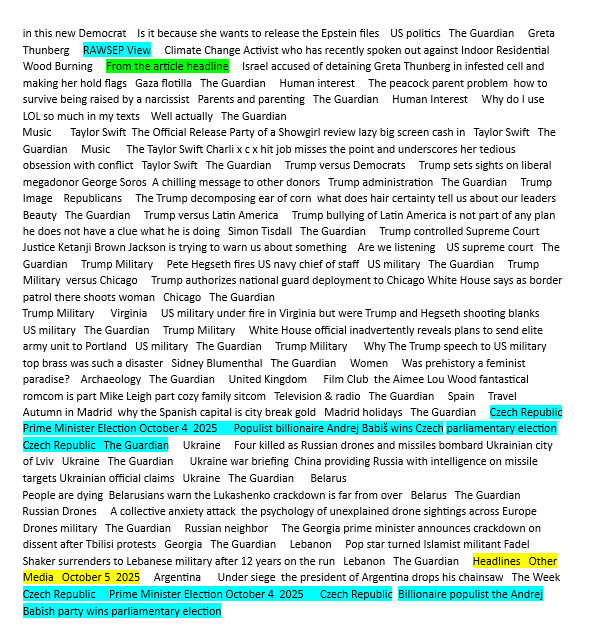 in this new Democrat Is it because she wants to release the Epstein files US politics The Guardian Greta
Thunberg RAWSEP View Climate Change Activist who has recently spoken out against Indoor Residential
Wood Burning From the article headline Israel accused of detaining Greta Thunberg in infested cell and
making her hold flags Gaza flotilla The Guardian Human interest The peacock parent problem how to
survive being raised by a narcissist Parents and parenting The Guardian Human Interest Why do I use
LOL so much in my texts Well actually The Guardian
Music Taylor Swift The Official Release Party of a Showgirl review lazy big screen cash in Taylor Swift The
Guardian Music The Taylor Swift Charli x c x hit job misses the point and underscores her tedious
obsession with conflict Taylor Swift The Guardian Trump versus Democrats Trump sets sights on liberal
megadonor George Soros A chilling message to other donors Trump administration The Guardian Trump
Image Republicans The Trump decomposing ear of corn what does hair certainty tell us about our leaders
Beauty The Guardian Trump versus Latin America Trump bullying of Latin America is not part of any plan
he does not have a clue what he is doing Simon Tisdall The Guardian Trump controlled Supreme Court
Justice Ketanji Brown Jackson is trying to warn us about something Are we listening US supreme court The
Guardian Trump Military Pete Hegseth fires US navy chief of staff US military The Guardian Trump
Military versus Chicago Trump authorizes national guard deployment to Chicago White House says as border
patrol there shoots woman Chicago The Guardian
Trump Military Virginia US military under fire in Virginia but were Trump and Hegseth shooting blanks
US military The Guardian Trump Military White House official inadvertently reveals plans to send elite
army unit to Portland US military The Guardian Trump Military Why The Trump speech to US military
top brass was such a disaster Sidney Blumenthal The Guardian Women Was prehistory a feminist
paradise? Archaeology The Guardian United Kingdom Film Club the Aimee Lou Wood fantastical
romcom is part Mike Leigh part cozy family sitcom Television & radio The Guardian Spain Travel
Autumn in Madrid why the Spanish capital is city break gold Madrid holidays The Guardian Czech Republic
Prime Minister Election October 4 2025 Populist billionaire Andrej Babiš wins Czech parliamentary election
Czech Republic The Guardian Ukraine Four killed as Russian drones and missiles bombard Ukrainian city
of Lviv Ukraine The Guardian Ukraine war briefing China providing Russia with intelligence on missile
targets Ukrainian official claims Ukraine The Guardian Belarus
People are dying Belarusians warn the Lukashenko crackdown is far from over Belarus The Guardian
Russian Drones A collective anxiety attack the psychology of unexplained drone sightings across Europe
Drones military The Guardian Russian neighbor The Georgia prime minister announces crackdown on
dissent after Tbilisi protests Georgia The Guardian Lebanon Pop star turned Islamist militant Fadel
Shaker surrenders to Lebanese military after 12 years on the run Lebanon The Guardian Headlines Other
Media October 5 2025 Argentina Under siege the president of Argentina drops his chainsaw The Week
Czech Republic Prime Minister Election October 4 2025 Czech Republic Billionaire populist the Andrej
Babish party wins parliamentary election